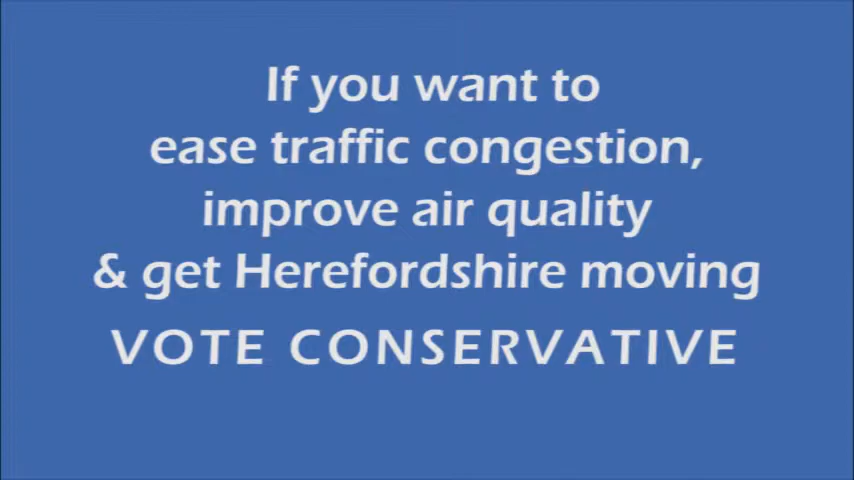 If you want to
ease traffic congestion,
improve air quality
& get Herefordshire moving
VOTE CONSERVATIVE